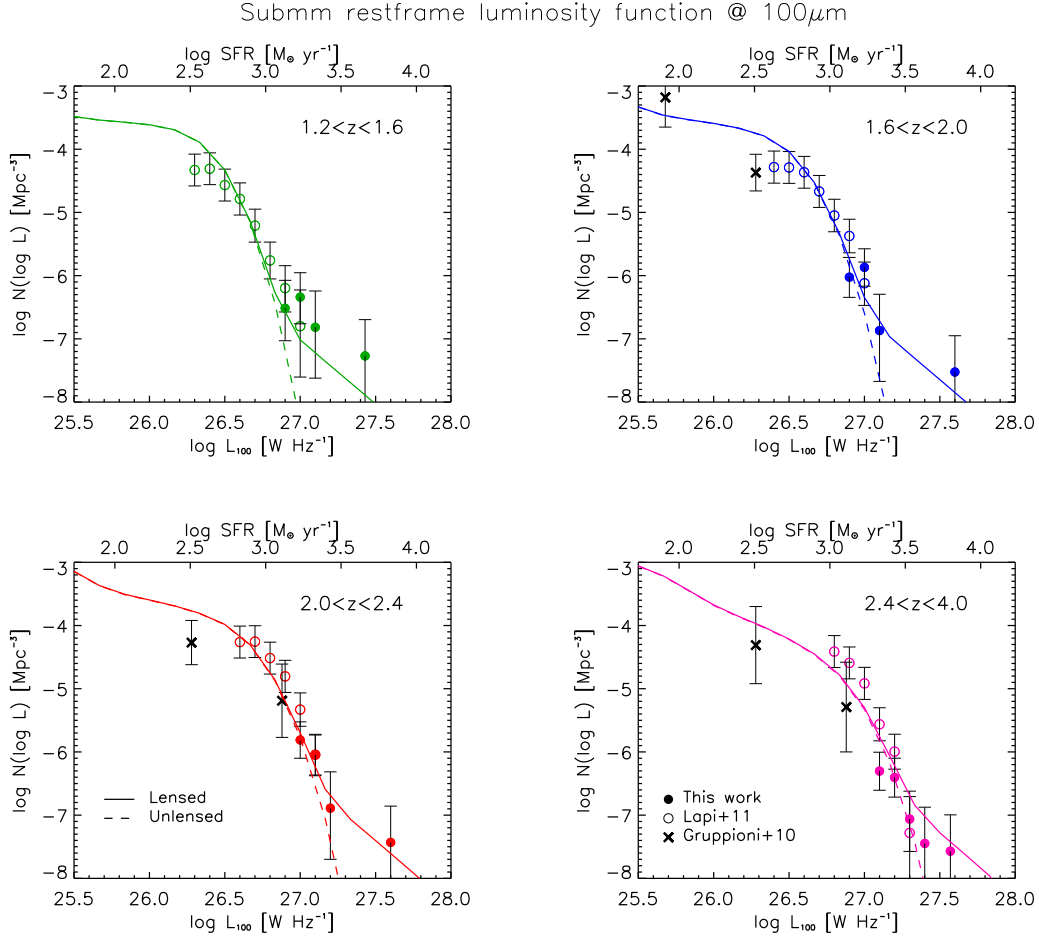 Submm restframe luminosity function @ 100μm
log SFR [M⊙ yr⁻¹]
2.0 2.5 3.0 3.5 4.0
log N(log L) [Mpc⁻³]
-3
-4
-5
-6
-7
-8
1.2<z<1.6
25.5 26.0 26.5 27.0 27.5 28.0
log L₁₀₀ [W Hz⁻¹]
log SFR [M⊙ yr⁻¹]
2.0 2.5 3.0 3.5 4.0
log N(log L) [Mpc⁻³]
-3
-4
-5
-6
-7
-8
1.6<z<2.0
25.5 26.0 26.5 27.0 27.5 28.0
log L₁₀₀ [W Hz⁻¹]
log SFR [M⊙ yr⁻¹]
2.0 2.5 3.0 3.5 4.0
log N(log L) [Mpc⁻³]
-3
-4
-5
-6
-7
-8
2.0<z<2.4
Lensed
Unlensed
25.5 26.0 26.5 27.0 27.5 28.0
log L₁₀₀ [W Hz⁻¹]
log SFR [M⊙ yr⁻¹]
2.0 2.5 3.0 3.5 4.0
log N(log L) [Mpc⁻³]
-3
-4
-5
-6
-7
-8
2.4<z<4.0
This work
Lapi+11
Gruppioni+10
25.5 26.0 26.5 27.0 27.5 28.0
log L₁₀₀ [W Hz⁻¹]